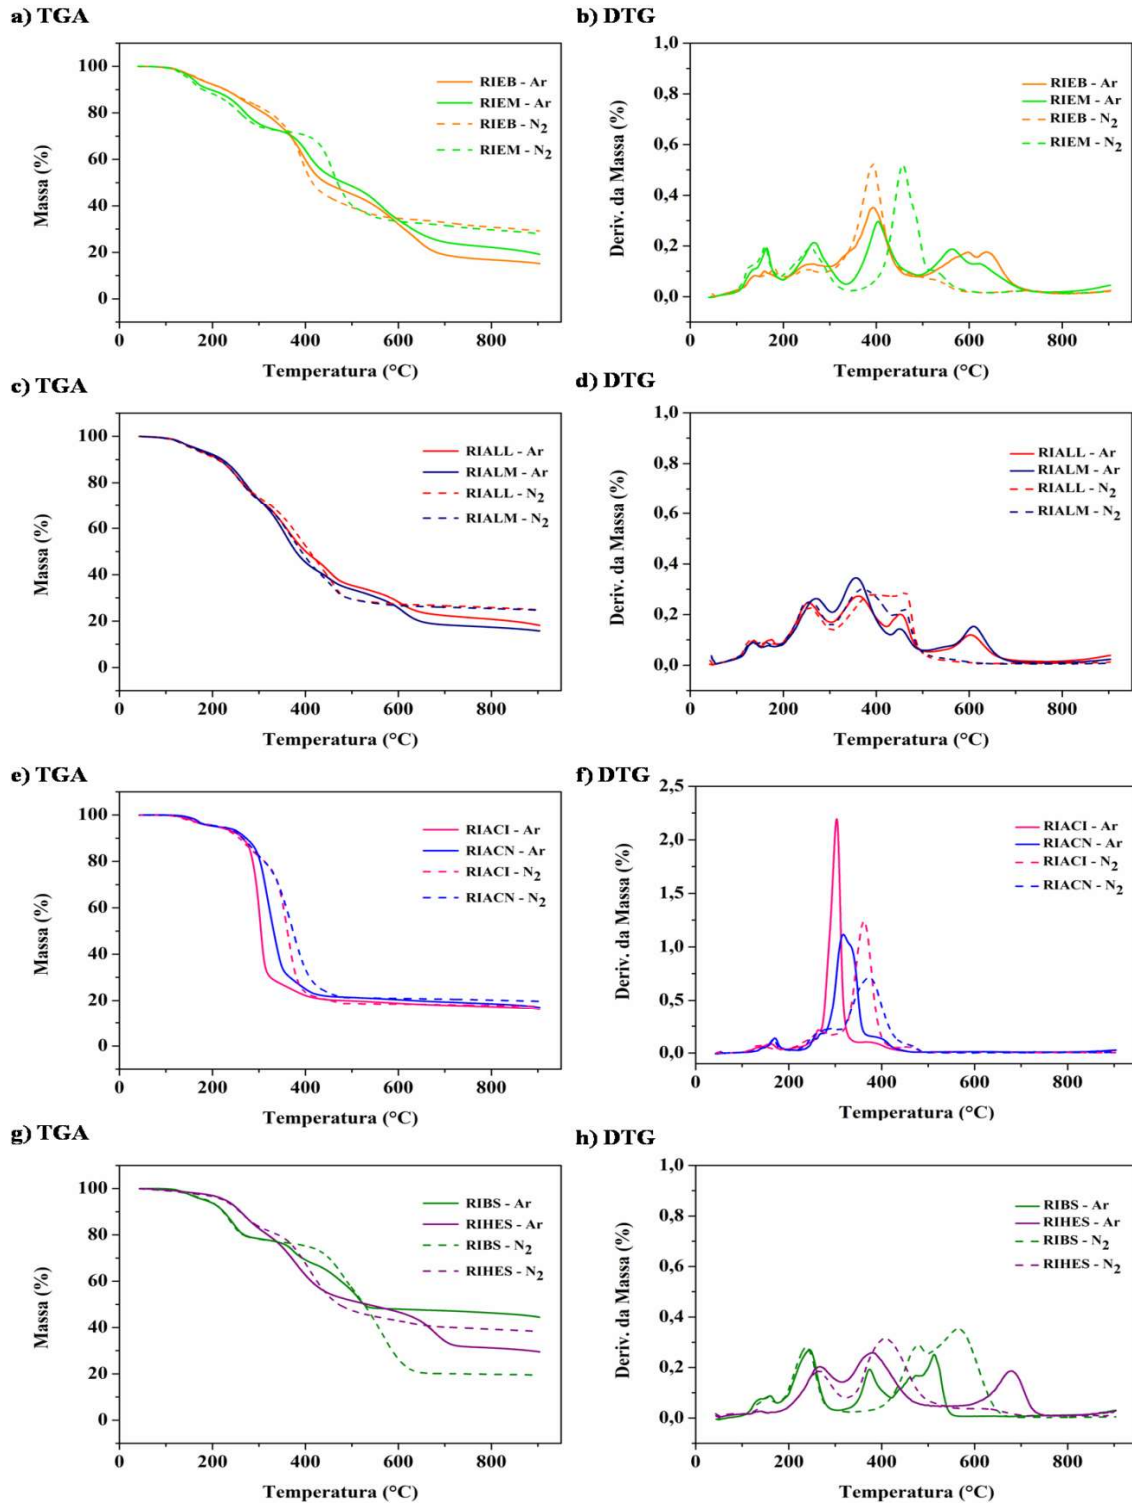 a) TGA
100
80
60
40
20
0
Massa (%)
RIEB - Ar
RIEM - Ar
RIEB - N2
RIEM - N2
0 200 400 600 800
Temperatura (°C)
b) DTG
1,0
0,8
0,6
0,4
0,2
0,0
Deriv. da Massa (%)
RIEB - Ar
RIEM - Ar
RIEB - N2
RIEM - N2
0 200 400 600 800
Temperatura (°C)
c) TGA
100
80
60
40
20
0
Massa (%)
RIALL - Ar
RIALM - Ar
RIALL - N2
RIALM - N2
0 200 400 600 800
Temperatura (°C)
d) DTG
1,0
0,8
0,6
0,4
0,2
0,0
Deriv. da Massa (%)
RIALL - Ar
RIALM - Ar
RIALL - N2
RIALM - N2
0 200 400 600 800
Temperatura (°C)
e) TGA
100
80
60
40
20
0
Massa (%)
RIACI - Ar
RIACN - Ar
RIACI - N2
RIACN - N2
0 200 400 600 800
Temperatura (°C)
f) DTG
2,5
2,0
1,5
1,0
0,5
0,0
Deriv. da Massa (%)
RIACI - Ar
RIACN - Ar
RIACI - N2
RIACN - N2
0 200 400 600 800
Temperatura (°C)
g) TGA
100
80
60
40
20
0
Massa (%)
RIBS - Ar
RIHES - Ar
RIBS - N2
RIHES - N2
0 200 400 600 800
Temperatura (°C)
h) DTG
1,0
0,8
0,6
0,4
0,2
0,0
Deriv. da Massa (%)
RIBS - Ar
RIHES - Ar
RIBS - N2
RIHES - N2
0 200 400 600 800
Temperatura (°C)